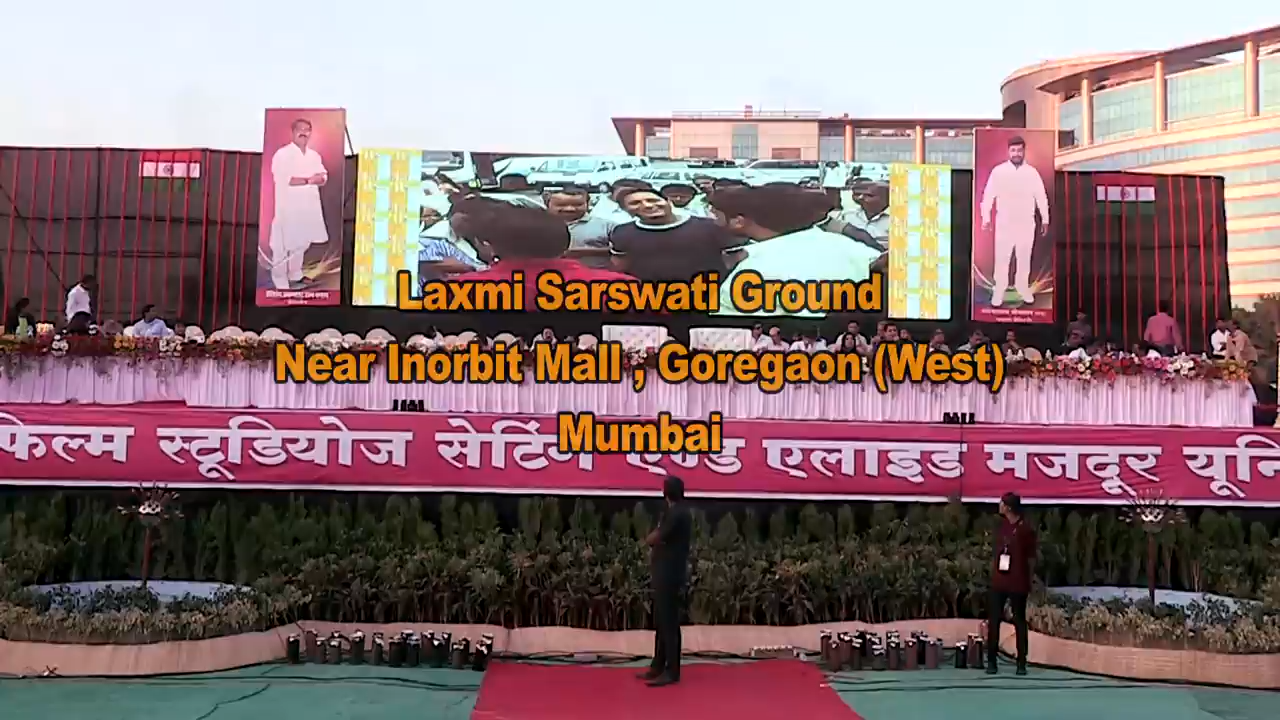 Laxmi Sarswati Ground
Near Inorbit Mall , Goregaon (West)
Mumbai
फिल्म स्टूडियोज सेटिंग एण्ड एलाइड मजदूर यूनि